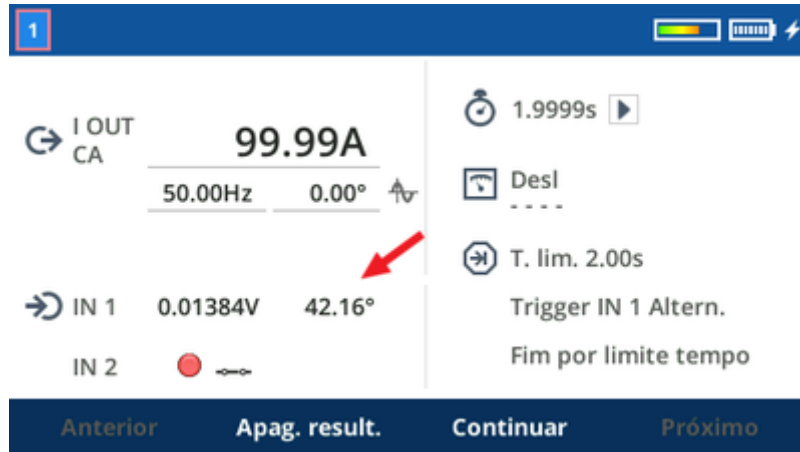 1
I OUT
CA
99.99A
50.00Hz 0.00°
1.9999s
Desl
- - - -
T. lim. 2.00s
IN 1 0.01384V 42.16°
Trigger IN 1 Altern.
IN 2
Fim por limite tempo
Anterior Apag. result. Continuar Próximo